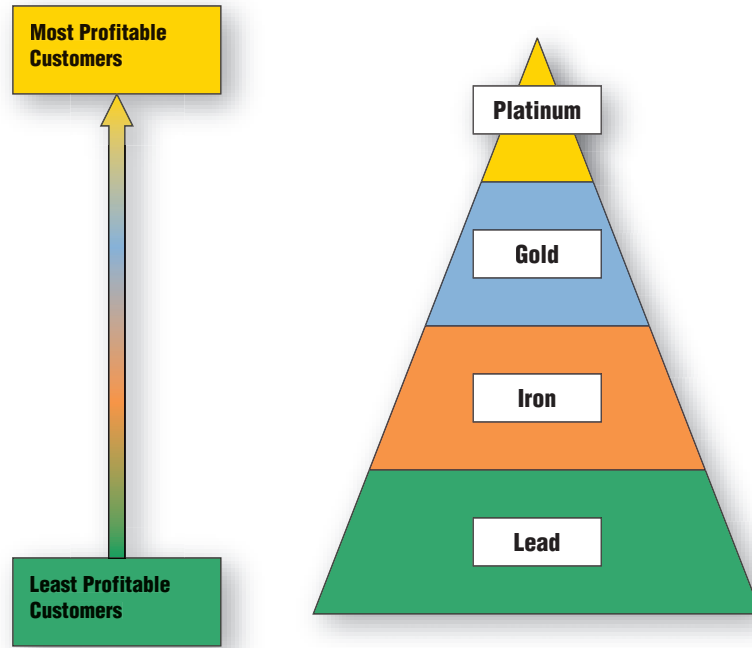 Most Profitable
Customers
Platinum
Gold
Iron
Lead
Least Profitable
Customers